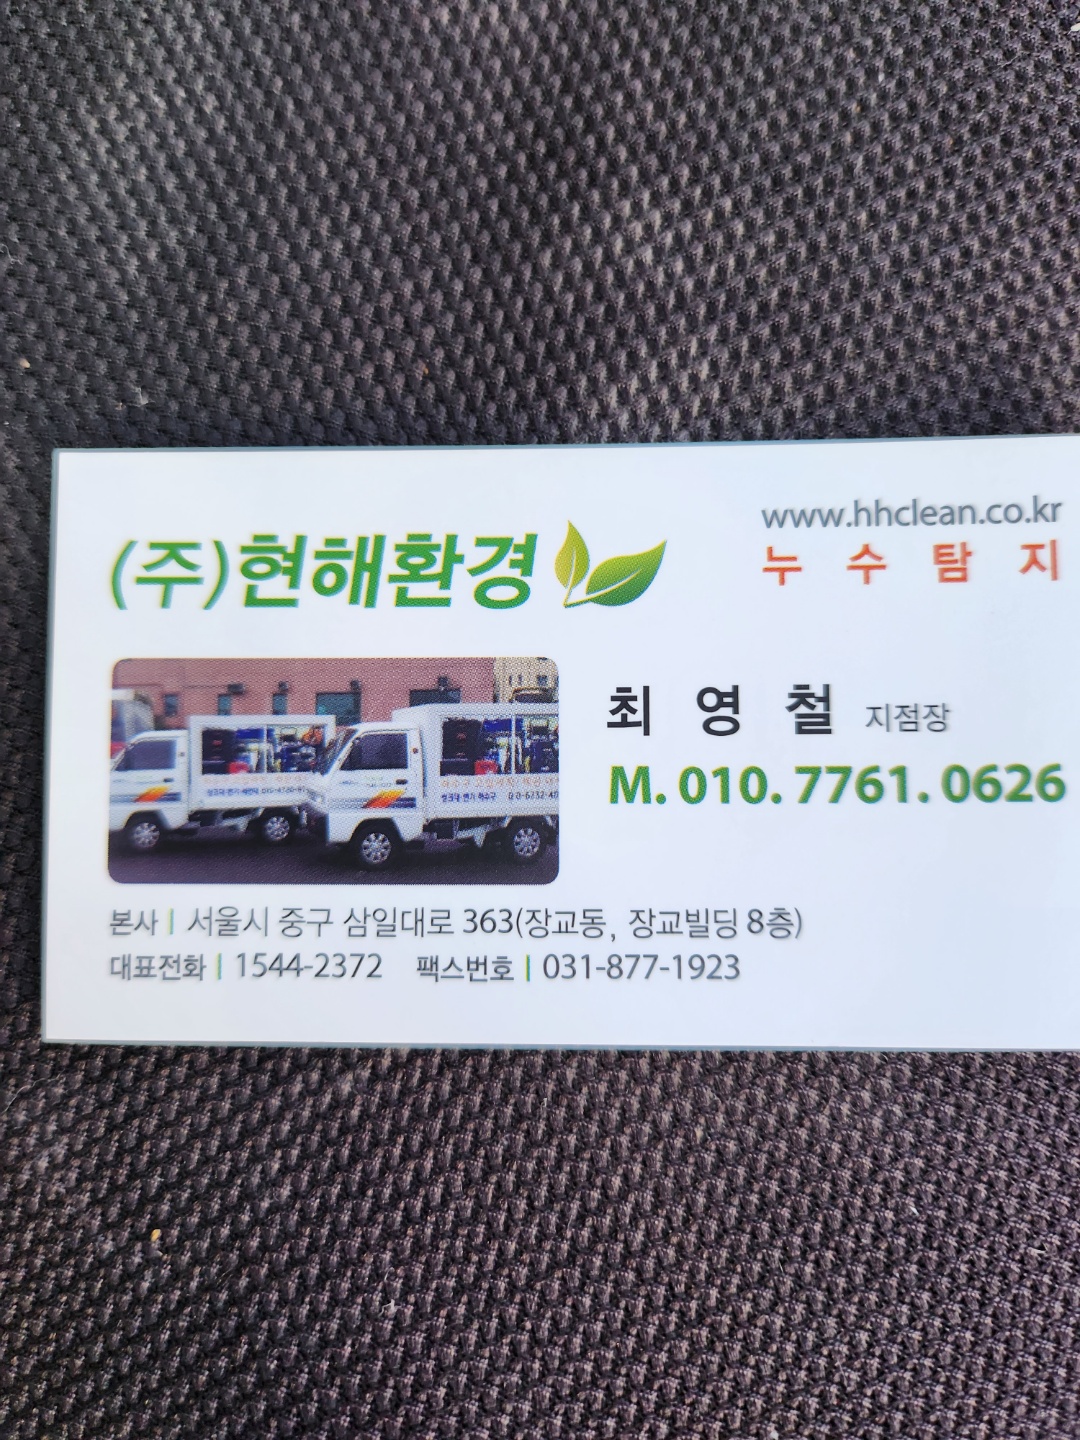 www.hhclean.co.kr
(주)현해환경
누 수 탐 지
최 영 철 지점장
M. 010. 7761. 0626
본사 | 서울시 중구 삼일대로 363(장교동, 장교빌딩 8층)
대표전화 | 1544-2372 팩스번호 | 031-877-1923